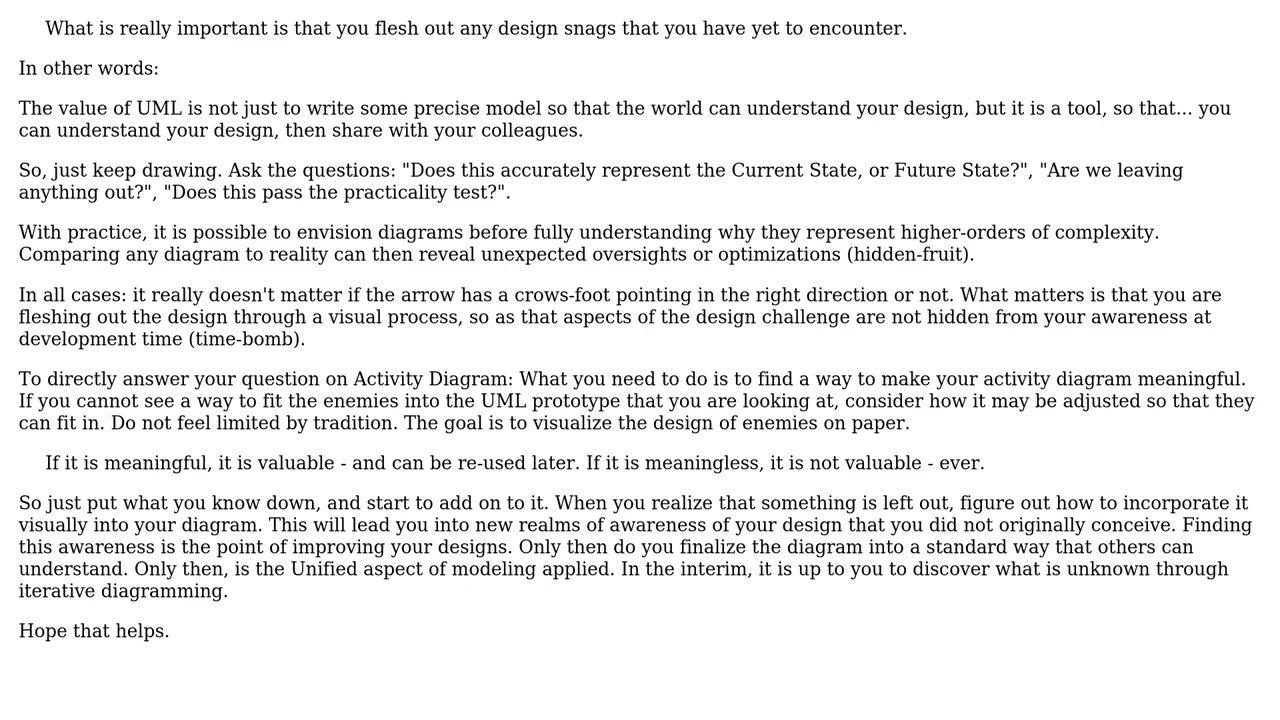 What is really important is that you flesh out any design snags that you have yet to encounter.
In other words:
The value of UML is not just to write some precise model so that the world can understand your design, but it is a tool, so that... you
can understand your design, then share with your colleagues.
So, just keep drawing. Ask the questions: "Does this accurately represent the Current State, or Future State?", "Are we leaving
anything out?", "Does this pass the practicality test?".
With practice, it is possible to envision diagrams before fully understanding why they represent higher-orders of complexity.
Comparing any diagram to reality can then reveal unexpected oversights or optimizations (hidden-fruit).
In all cases: it really doesn't matter if the arrow has a crows-foot pointing in the right direction or not. What matters is that you are
fleshing out the design through a visual process, so as that aspects of the design challenge are not hidden from your awareness at
development time (time-bomb).
To directly answer your question on Activity Diagram: What you need to do is to find a way to make your activity diagram meaningful.
If you cannot see a way to fit the enemies into the UML prototype that you are looking at, consider how it may be adjusted so that they
can fit in. Do not feel limited by tradition. The goal is to visualize the design of enemies on paper.
If it is meaningful, it is valuable - and can be re-used later. If it is meaningless, it is not valuable - ever.
So just put what you know down, and start to add on to it. When you realize that something is left out, figure out how to incorporate it
visually into your diagram. This will lead you into new realms of awareness of your design that you did not originally conceive. Finding
this awareness is the point of improving your designs. Only then do you finalize the diagram into a standard way that others can
understand. Only then, is the Unified aspect of modeling applied. In the interim, it is up to you to discover what is unknown through
iterative diagramming.
Hope that helps.